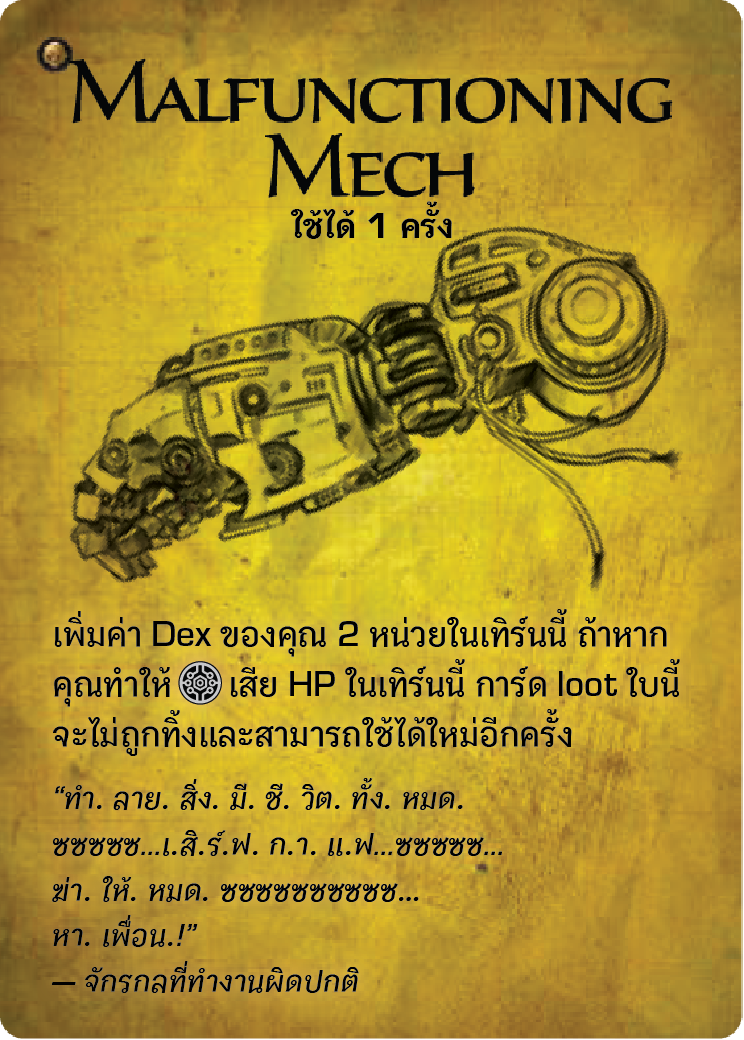 MALFUNCTIONING
MECH
ใช้ได้ 1 ครั้ง
เพิ่มค่า Dex ของคุณ 2 หน่วยในเทิร์นนี้ ถ้าหาก
คุณทำให้ เสีย HP ในเทิร์นนี้ การ์ด loot ใบนี้
จะไม่ถูกทิ้งและสามารถใช้ได้ใหม่อีกครั้ง
“ทำ. ลาย. สิ่ง. มี. ชี. วิต. ทั้ง. หมด.
ซซซซซ...เ.สิ.ร์.ฟ. ก.า. แ.ฟ...ซซซซซ...
ฆ่า. ให้. หมด. ซซซซซซซซซซ...
หา. เพื่อน.!”
— จักรกลที่ทำงานผิดปกติ